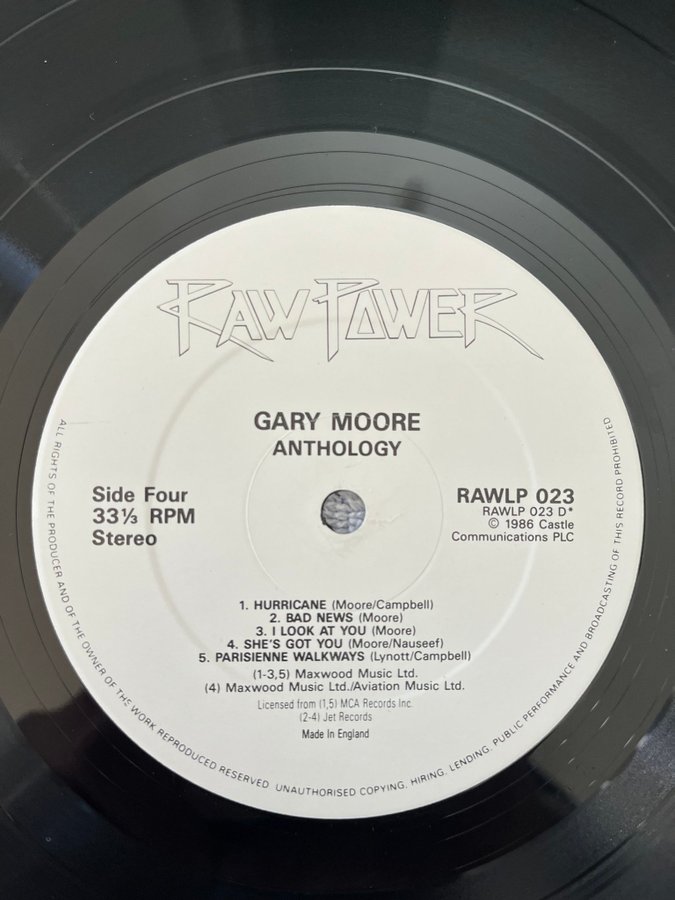 RAW POWER
GARY MOORE
ANTHOLOGY
Side Four
33⅓ RPM
Stereo
RAWLP 023
RAWLP 023 D*
© 1986 Castle
Communications PLC
1. HURRICANE (Moore/Campbell)
2. BAD NEWS (Moore)
3. I LOOK AT YOU (Moore)
4. SHE'S GOT YOU (Moore/Nauseef)
5. PARISIENNE WALKWAYS (Lynott/Campbell)
(1-3,5) Maxwood Music Ltd.
(4) Maxwood Music Ltd./Aviation Music Ltd.
Licensed from (1,5) MCA Records Inc.
(2-4) Jet Records
Made In England
ALL RIGHTS OF THE PRODUCER AND OF THE OWNER OF THE WORK REPRODUCED RESERVED. UNAUTHORISED COPYING, HIRING, LENDING, PUBLIC PERFORMANCE AND BROADCASTING OF THIS RECORD PROHIBITED